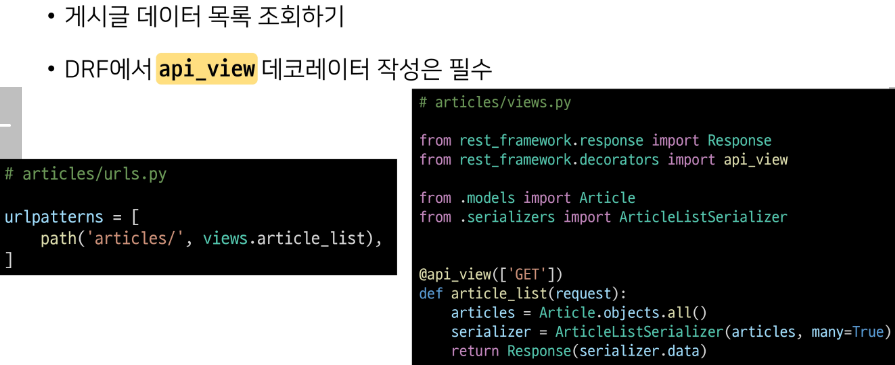 • 게시글 데이터 목록 조회하기
• DRF에서 api_view 데코레이터 작성은 필수
# articles/urls.py
urlpatterns = [
    path('articles/', views.article_list),
]
# articles/views.py
from rest_framework.response import Response
from rest_framework.decorators import api_view
from .models import Article
from .serializers import ArticleListSerializer
@api_view(['GET'])
def article_list(request):
    articles = Article.objects.all()
    serializer = ArticleListSerializer(articles, many=True)
    return Response(serializer.data)